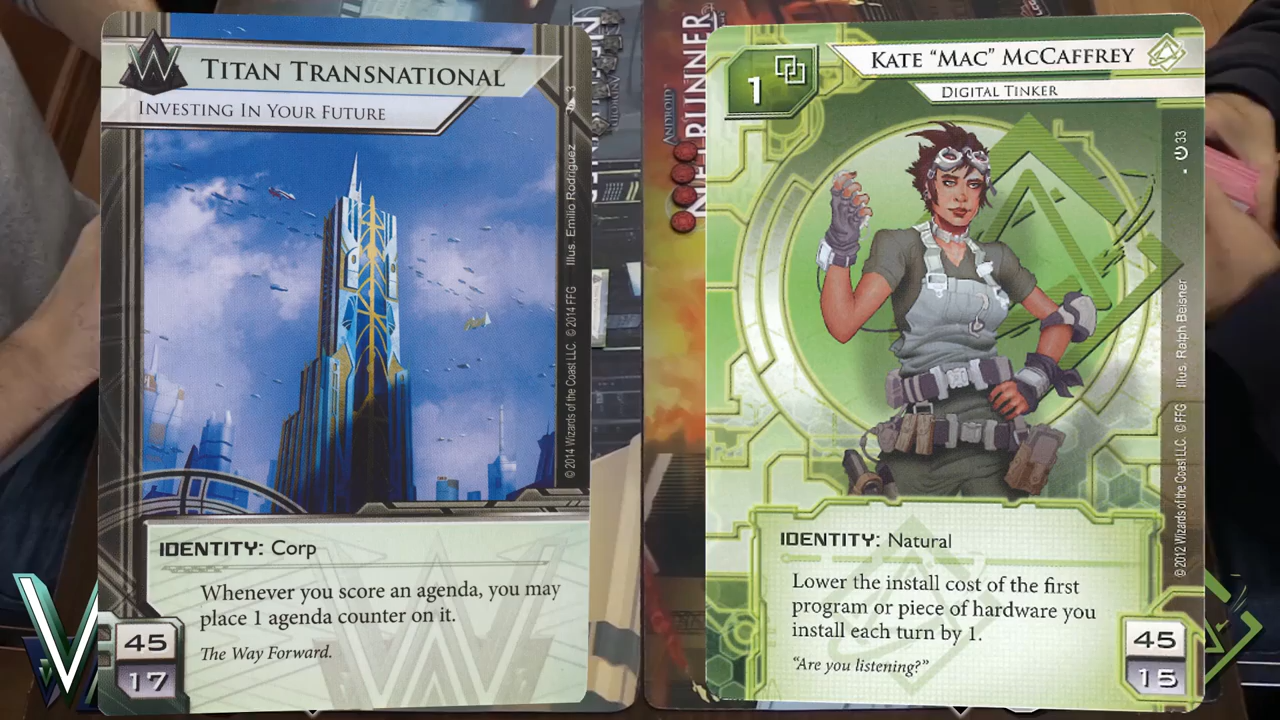 TITAN TRANSNATIONAL
INVESTING IN YOUR FUTURE
3
Illus. Emilio Rodriguez
© 2014 Wizards of the Coast LLC. © 2014 FFG
IDENTITY: Corp
Whenever you score an agenda, you may
place 1 agenda counter on it.
The Way Forward.
45
17
ANDROID
NETRUNNER
1
KATE “MAC” MCCAFFREY
DIGITAL TINKER
33
Illus. Ralph Beisner
© 2012 Wizards of the Coast LLC. © FFG
IDENTITY: Natural
Lower the install cost of the first
program or piece of hardware you
install each turn by 1.
“Are you listening?”
45
15